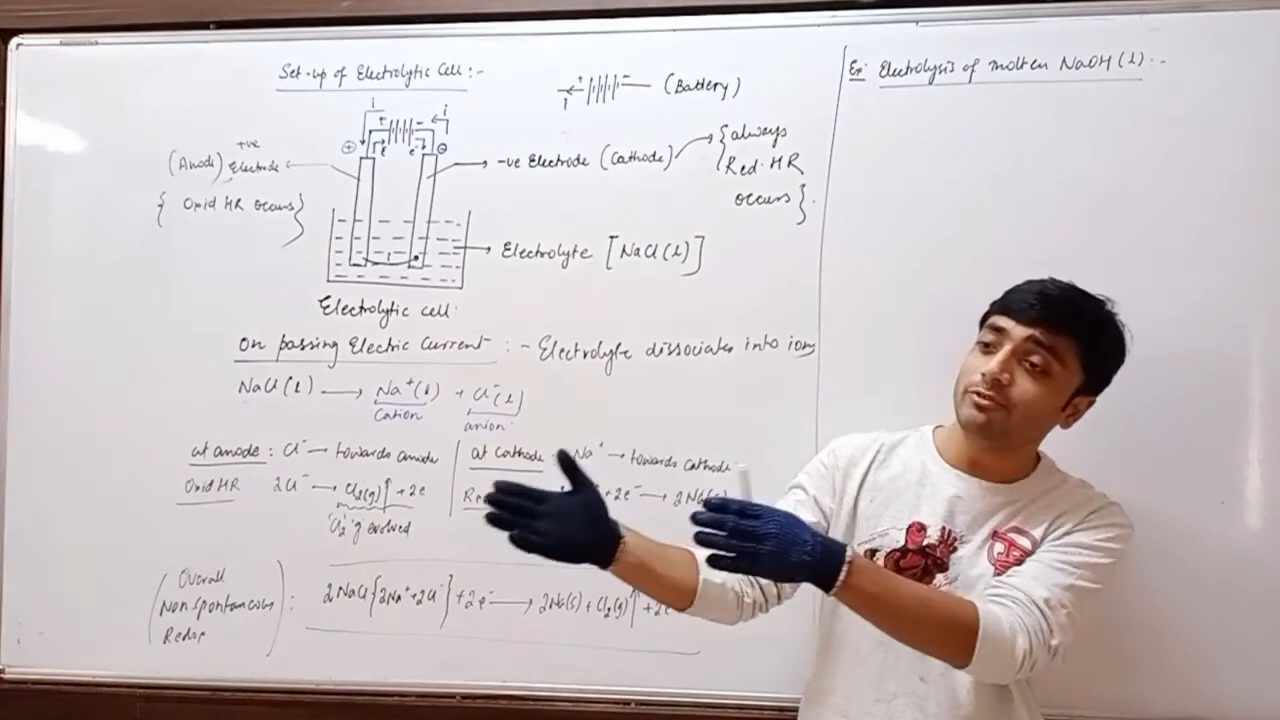 Set-up of Electrolytic Cell:-
i
+ -
i
+
e
e-
-
+ -
i
(Battery)
(Anode) +ve Electrode
{ Oxid HR occurs }
-ve Electrode (Cathode)
{always
Red. HR
occurs}.
Electrolyte [NaCl(l)]
i
Electrolytic cell.
on passing Electric Current :- Electrolyte dissociates into ions
NaCl(l) → Na+(l) + Cl-(l)
Cation
anion.
at anode: Cl- → towards anode
Oxid HR 2Cl- → Cl2(g)↑ + 2e
"Cl2" g evolved
at Cathode Na+ → towards cathode
+2e- → 2Na(s)
(Overall
Non spontaneous
Redox) :
2NaCl{2Na+ + 2Cl-} + 2e- → 2Na(s) + Cl2(g)↑ + 2e
Ex: Electrolysis of molten NaOH(l):-